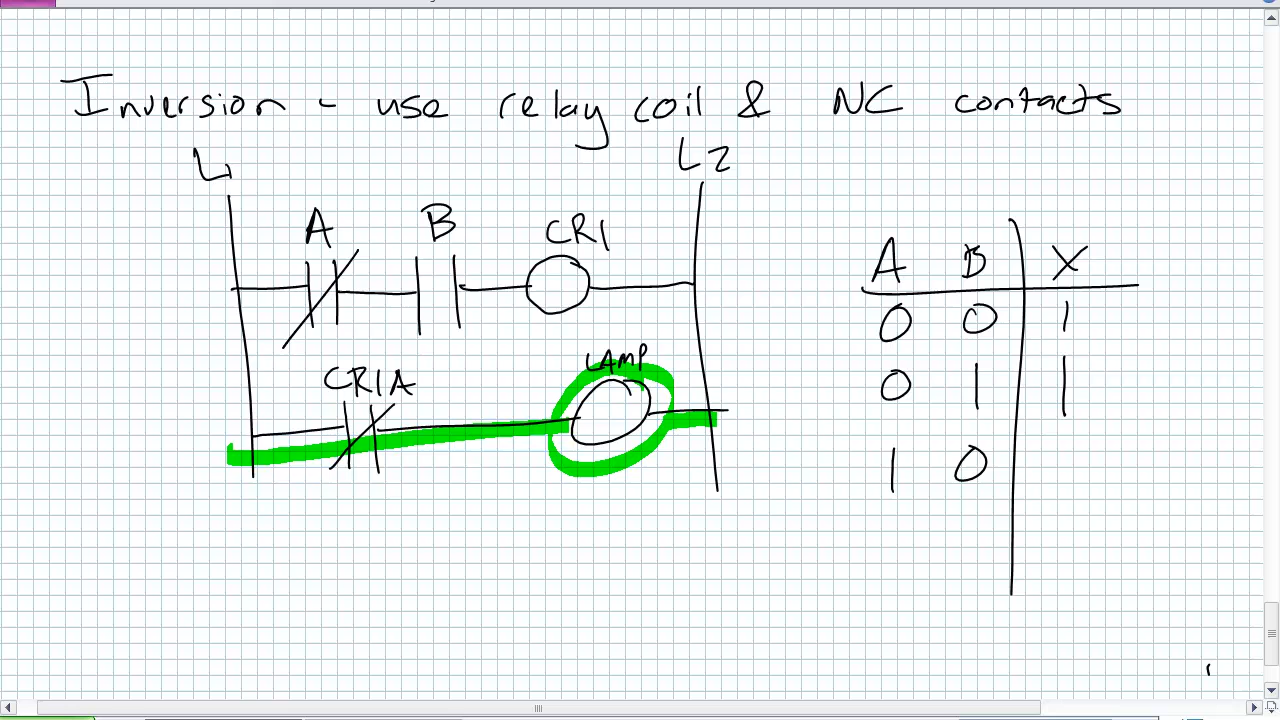 Inversion - use relay coil & NC contacts
L1 L2
A B CR1
A B X
0 0 1
LAMP
CR1A
0 1 1
1 0